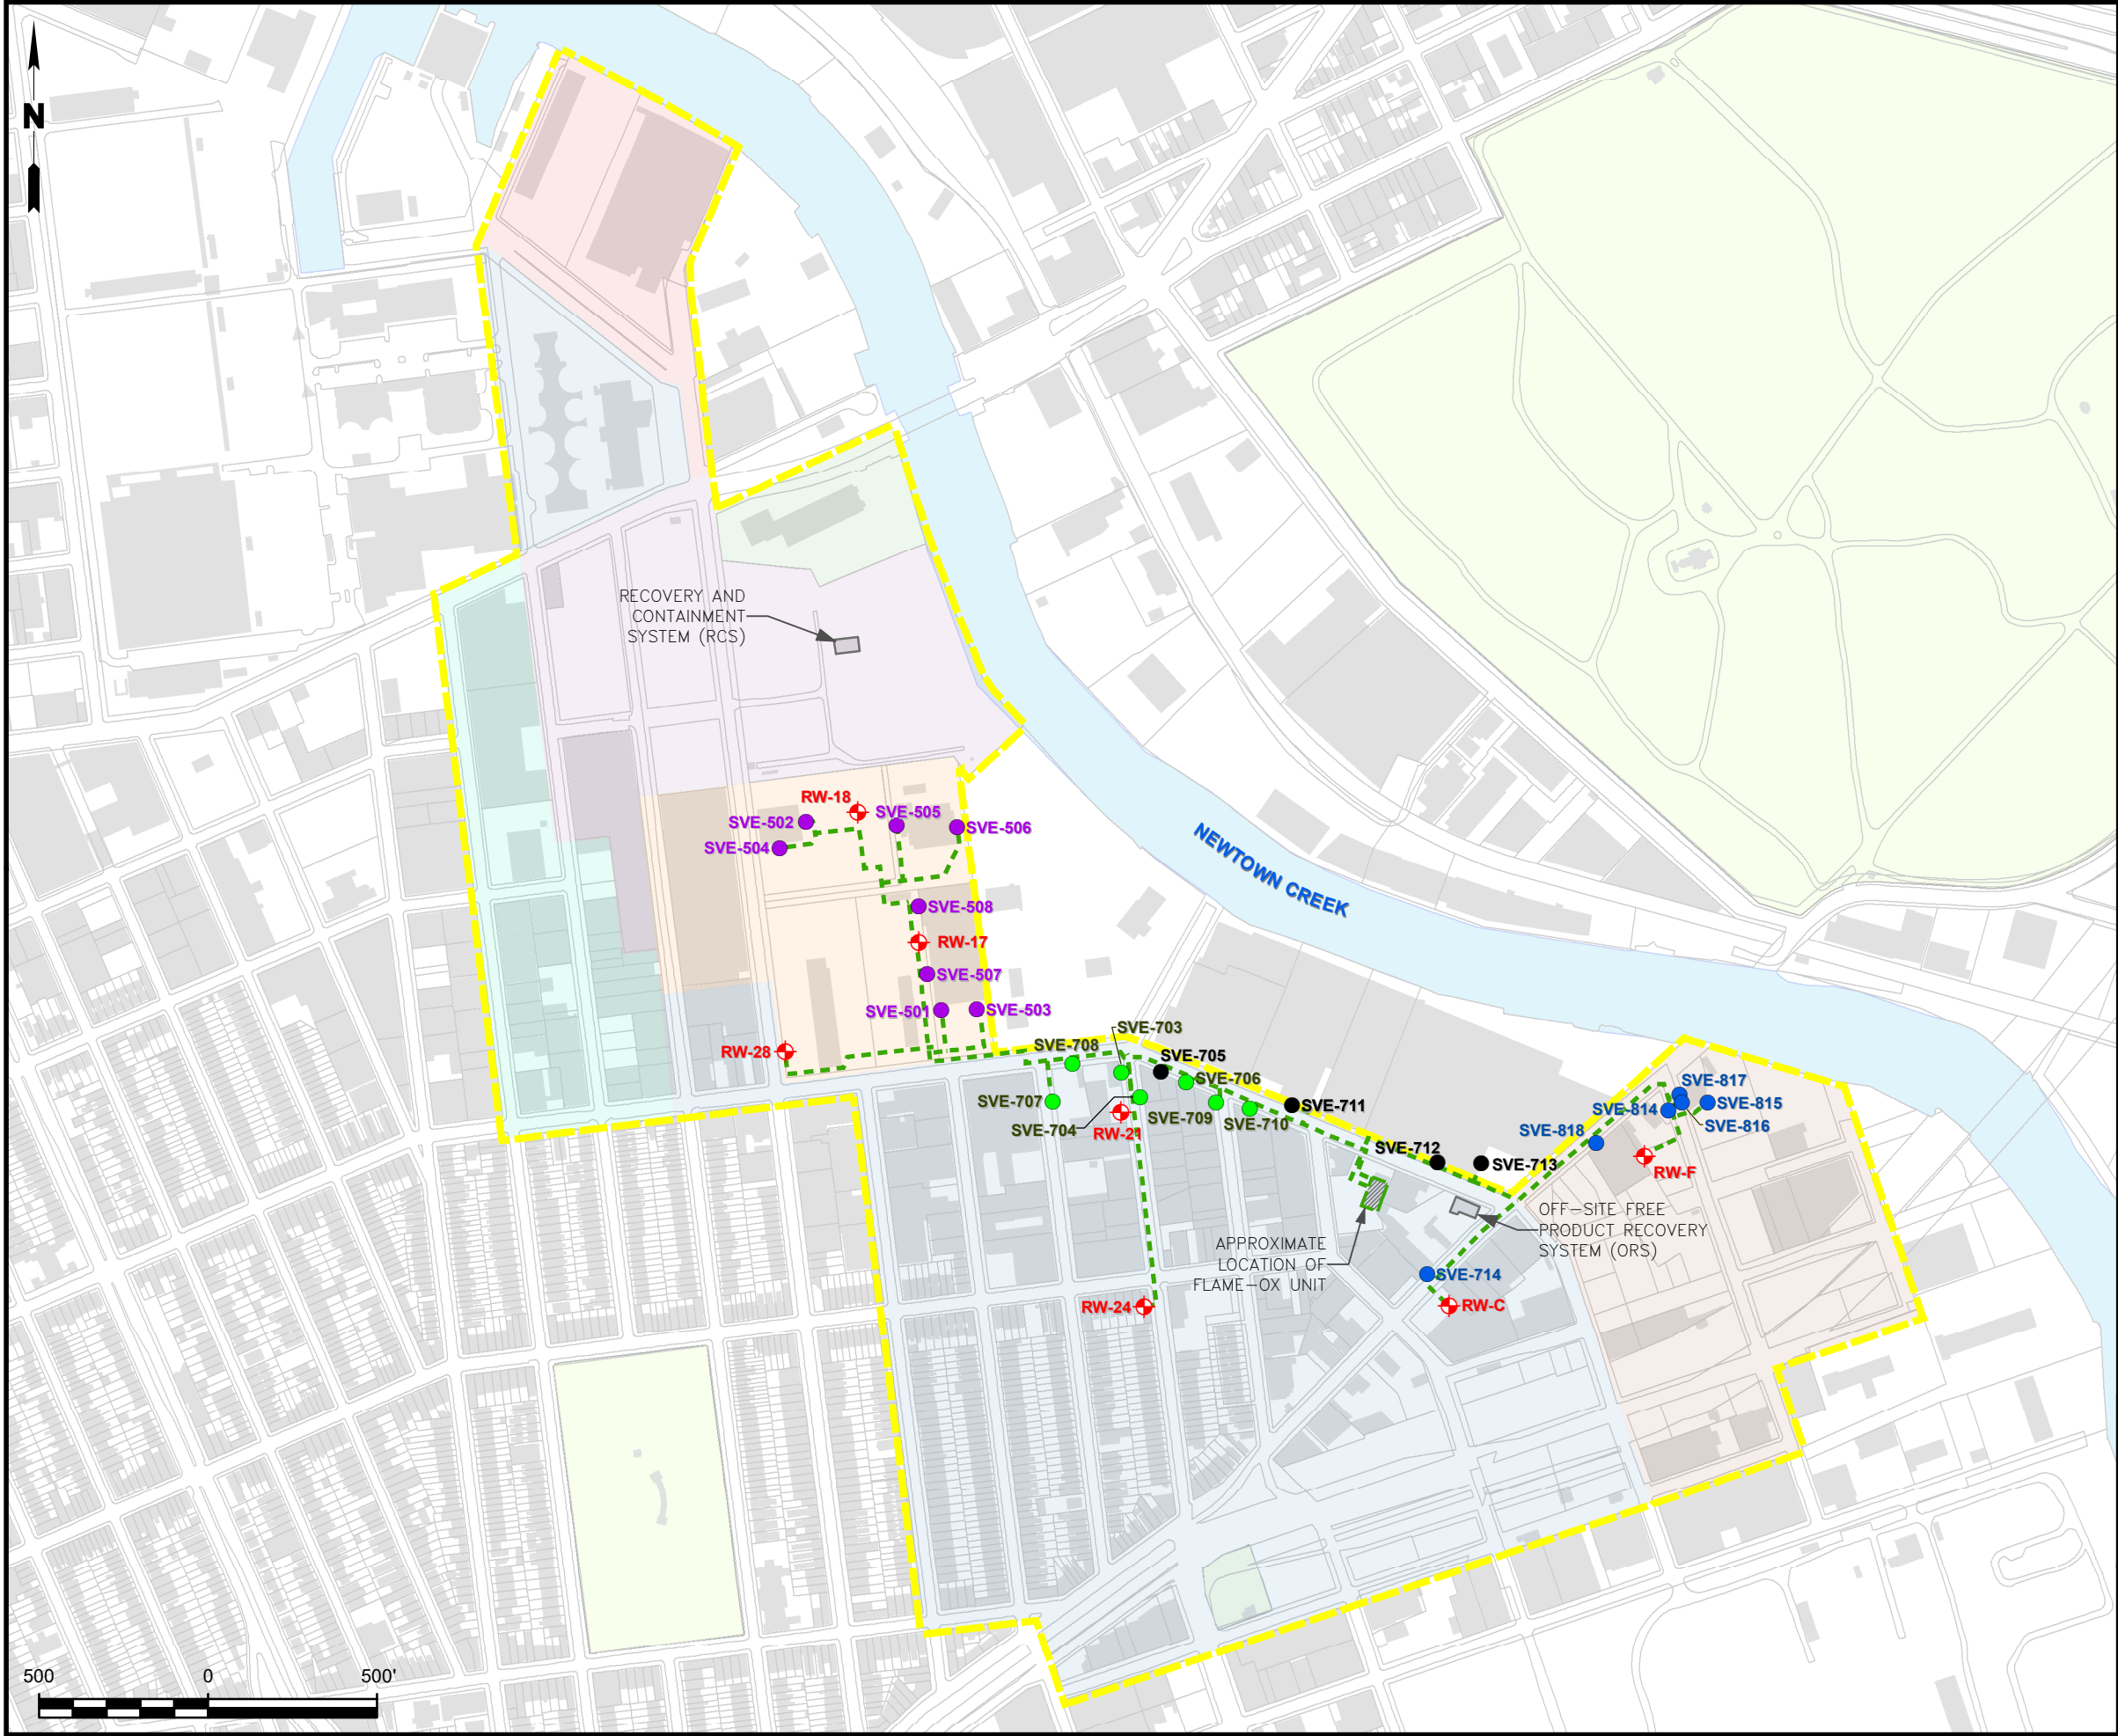 N
RECOVERY AND
CONTAINMENT
SYSTEM (RCS)
RW-18
SVE-502
SVE-505
SVE-506
SVE-504
SVE-508
RW-17
SVE-507
SVE-501
SVE-503
NEWTOWN CREEK
RW-28
SVE-703
SVE-708
SVE-705
SVE-706
SVE-707
SVE-704
RW-21
SVE-709
SVE-710
SVE-711
SVE-712
SVE-713
SVE-817
SVE-814
SVE-815
SVE-816
SVE-818
RW-F
OFF-SITE FREE
PRODUCT RECOVERY
SYSTEM (ORS)
APPROXIMATE
LOCATION OF
FLAME-OX UNIT
SVE-714
RW-24
RW-C
500 0 500'